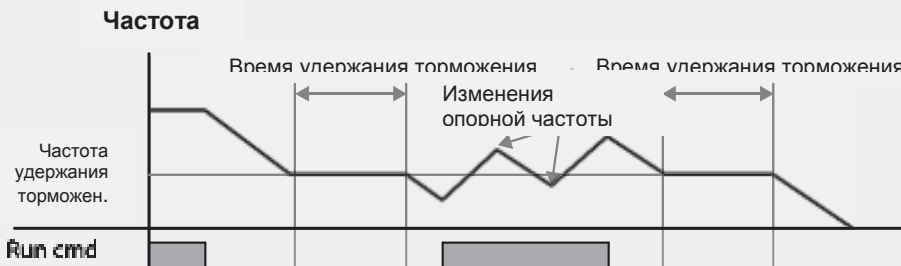 Частота
Время удержания торможения
Время удержания торможения
Изменения
опорной частоты
Частота
удержания
торможен.
Run cmd